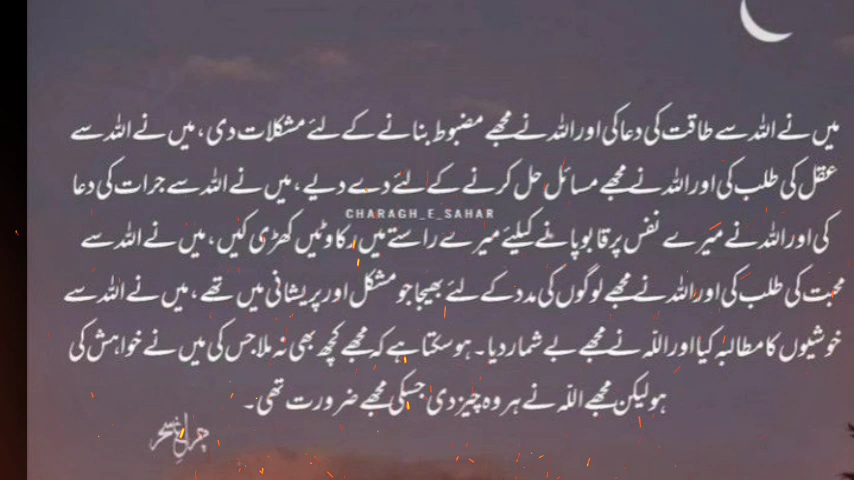 میں نے اللہ سے طاقت کی دعا کی اور اللہ نے مجھے مضبوط بنانے کے لئے مشکلات دی، میں نے اللہ سے
عقل کی طلب کی اور اللہ نے مجھے مسائل حل کرنے کے لئے دے دیے، میں نے اللہ سے جرات کی دعا
CHARAGH_E_SAHAR
کی اور اللہ نے میرے نفس پر قابو پانے کیلئے میرے راستے میں رکاوٹیں کھڑی کیں، میں نے اللہ سے
محبت کی طلب کی اور اللہ نے مجھے لوگوں کی مدد کے لئے بھیجا جو مشکل اور پریشانی میں تھے، میں نے اللہ سے
خوشیوں کا مطالبہ کیا اور اللہ نے مجھے بے شمار دیا۔ ہوسکتا ہے کہ مجھے کچھ بھی نہ ملا جس کی میں نے خواہش کی
ہو لیکن مجھے اللہ نے ہر وہ چیز دی جسکی مجھے ضرورت تھی۔
چراغِ سحر